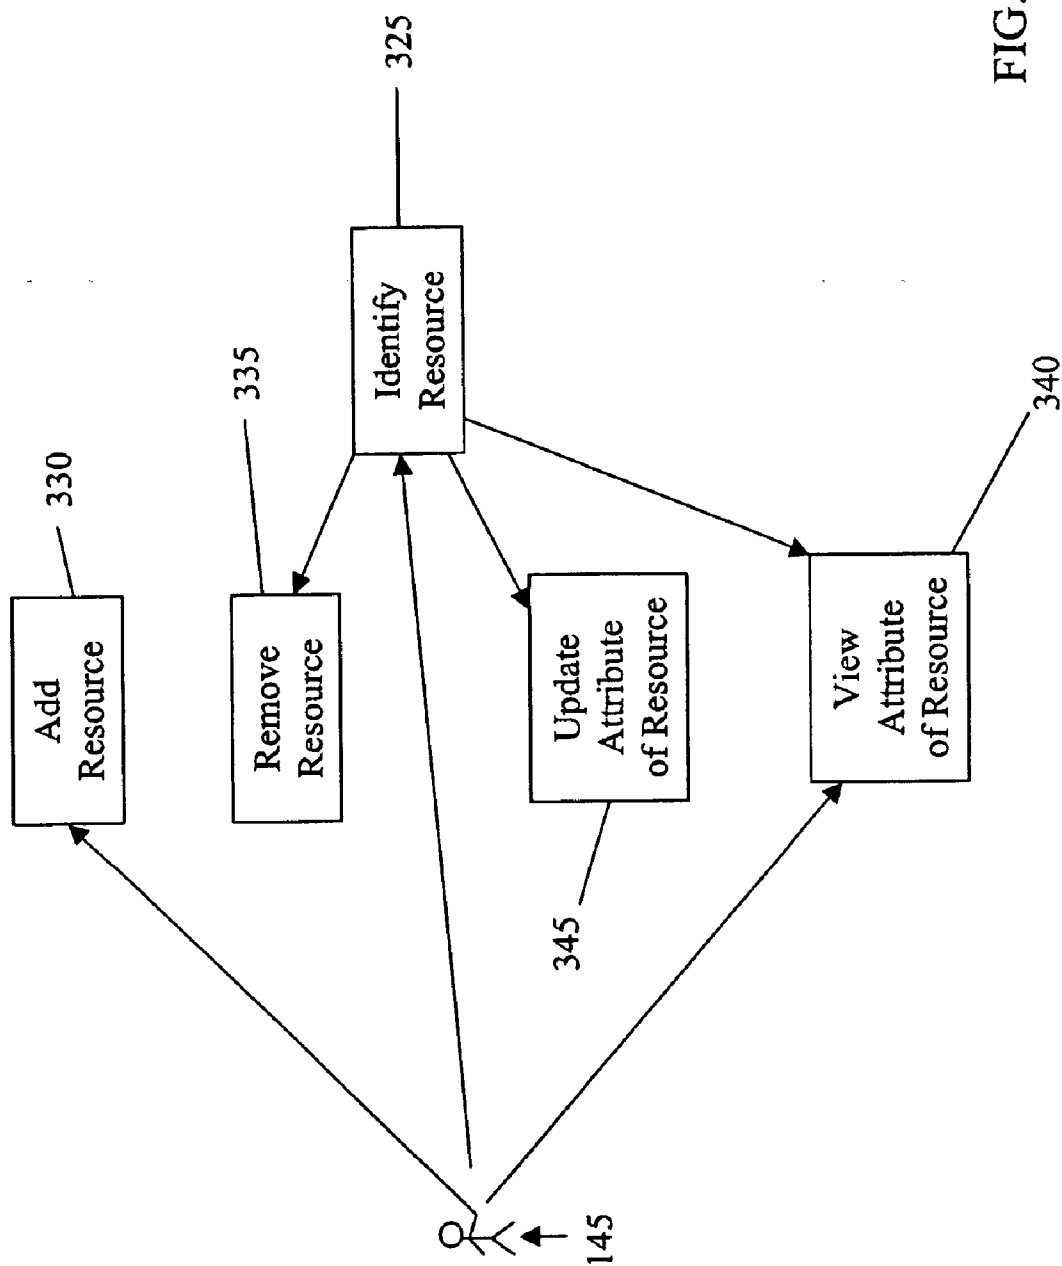 330
Add
Resource
335
Remove
Resource
325
Identify
Resource
345
Update
Attribute
of Resource
340
View
Attribute
of Resource
145
FIG.